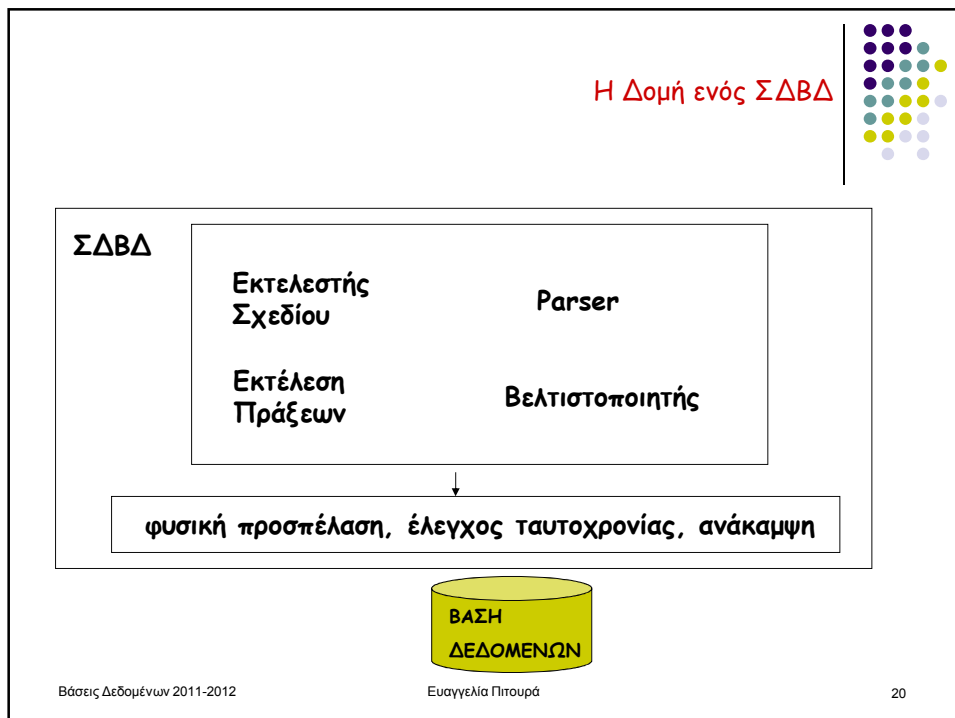 Η Δομή ενός ΣΔΒΔ
ΣΔΒΔ
Εκτελεστής
Σχεδίου
Parser
Εκτέλεση
Πράξεων
Βελτιστοποιητής
φυσική προσπέλαση, έλεγχος ταυτοχρονίας, ανάκαμψη
ΒΑΣΗ
ΔΕΔΟΜΕΝΩΝ
Βάσεις Δεδομένων 2011-2012
Ευαγγελία Πιτουρά
20